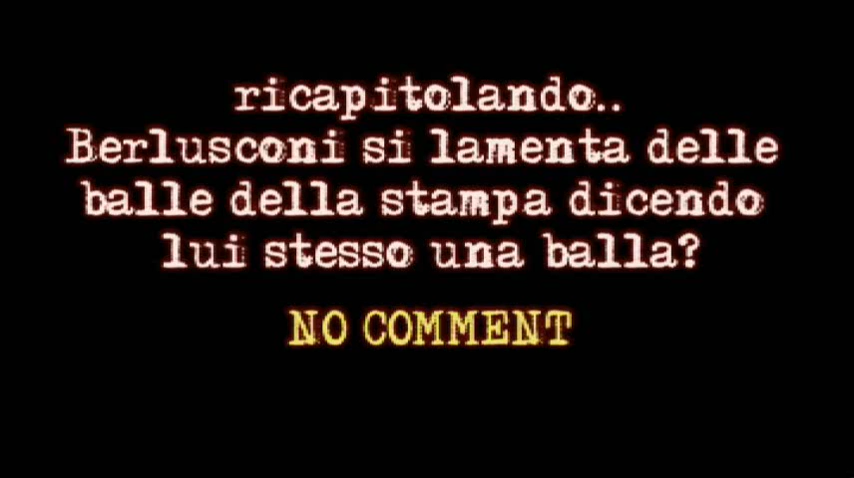 ricapitolando..
Berlusconi si lamenta delle
balle della stampa dicendo
lui stesso una balla?
NO COMMENT